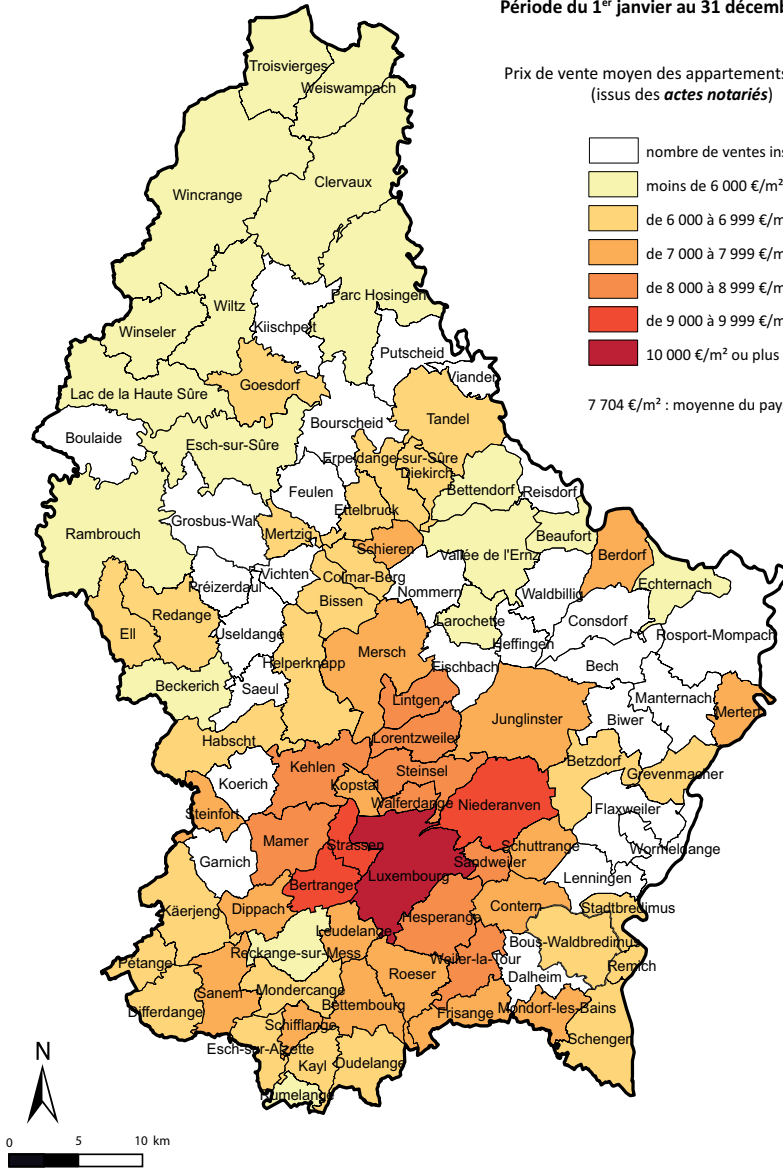 Période du 1er janvier au 31 décemb
Prix de vente moyen des appartements
(issus des actes notariés)
nombre de ventes ins
moins de 6 000 €/m²
de 6 000 à 6 999 €/m
de 7 000 à 7 999 €/m
de 8 000 à 8 999 €/m
de 9 000 à 9 999 €/m
10 000 €/m² ou plus
7 704 €/m² : moyenne du pay
Troisvierges
Weiswampach
Clervaux
Wincrange
Parc Hosingen
Wiltz
Kiischpelt
Winseler
Putscheid
Vianden
Goesdorf
Lac de la Haute Sûre
Tandel
Bourscheid
Boulaide
Esch-sur-Sûre
Erpeldange-sur-Sûre
Diekirch
Bettendorf
Reisdorf
Feulen
Ettelbruck
Grosbus-Wal
Rambrouch
Mertzig
Beaufort
Schieren
Vallée de l'Ernz
Berdorf
Vichten
Colmar-Berg
Echternach
Préizerdaul
Nommern
Waldbillig
Bissen
Redange
Larochette
Consdorf
Ell
Useldange
Heffingen
Rosport-Mompach
Mersch
Helperknapp
Eischbach
Bech
Beckerich
Saeul
Manternach
Lintgen
Biwer
Mertert
Junglinster
Habscht
Lorentzweiler
Betzdorf
Kehlen
Steinsel
Grevenmacher
Koerich
Kopstal
Walferdange
Niederanven
Flaxweiler
Steinfort
Mamer
Strassen
Schuttrange
Wormeldange
Garnich
Sandweiler
Luxembourg
Lenningen
Bertrange
Käerjeng
Dippach
Contern
Stadtbredimus
Hesperange
Leudelange
Bous-Waldbredimus
Reckange-sur-Mess
Weiler-la-Tour
Pétange
Remich
Roeser
Dalheim
Sanem
Mondercange
Bettembourg
Differdange
Frisange
Mondorf-les-Bains
Schifflange
Schengen
Esch-sur-Alzette
Kayl
Dudelange
Rumelange
N
0 5 10 km